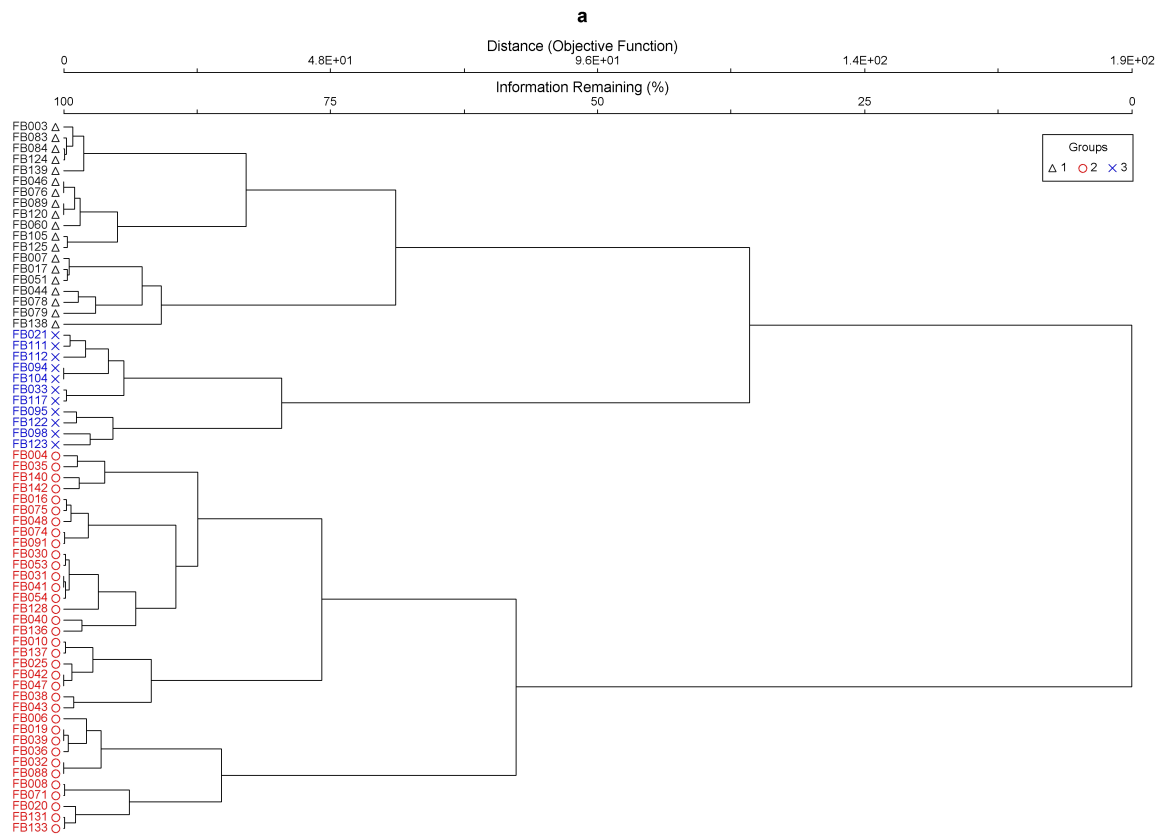 a
Distance (Objective Function)
0 4.8E+01 9.6E+01 1.4E+02 1.9E+02
Information Remaining (%)
100 75 50 25 0
Groups
1 2 3
FB003
FB083
FB084
FB124
FB139
FB046
FB076
FB089
FB120
FB060
FB105
FB125
FB007
FB017
FB051
FB044
FB078
FB079
FB138
FB021
FB111
FB112
FB094
FB104
FB033
FB117
FB095
FB122
FB098
FB123
FB004
FB035
FB140
FB142
FB016
FB075
FB048
FB074
FB091
FB030
FB053
FB031
FB041
FB054
FB128
FB040
FB136
FB010
FB137
FB025
FB042
FB047
FB038
FB043
FB006
FB019
FB039
FB036
FB032
FB088
FB008
FB071
FB020
FB131
FB133